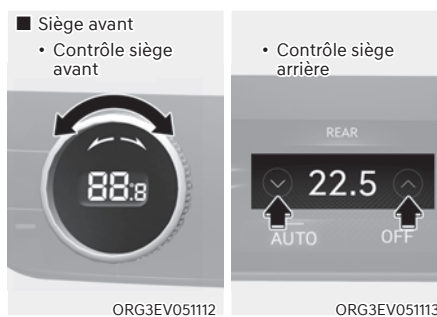 ■ Siège avant
• Contrôle siège
avant
88.8
ORG3EV051112
• Contrôle siège
arrière
REAR
22.5
AUTO OFF
ORG3EV051113